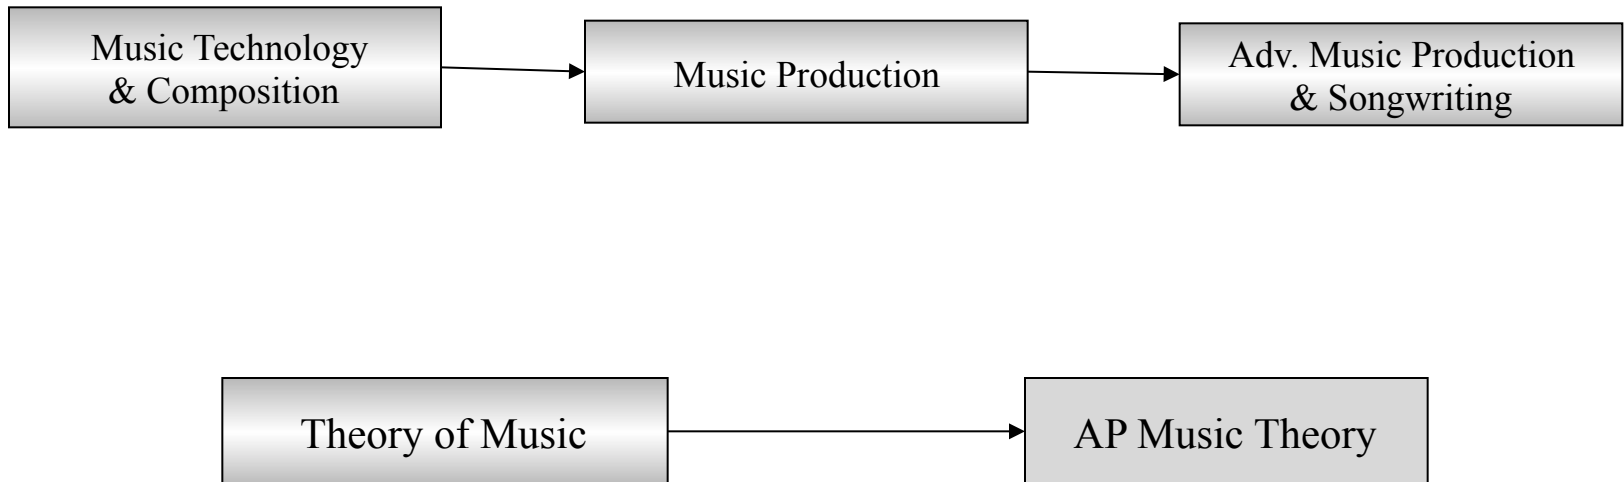 Music Technology
& Composition
Music Production
Adv. Music Production
& Songwriting
Theory of Music
AP Music Theory